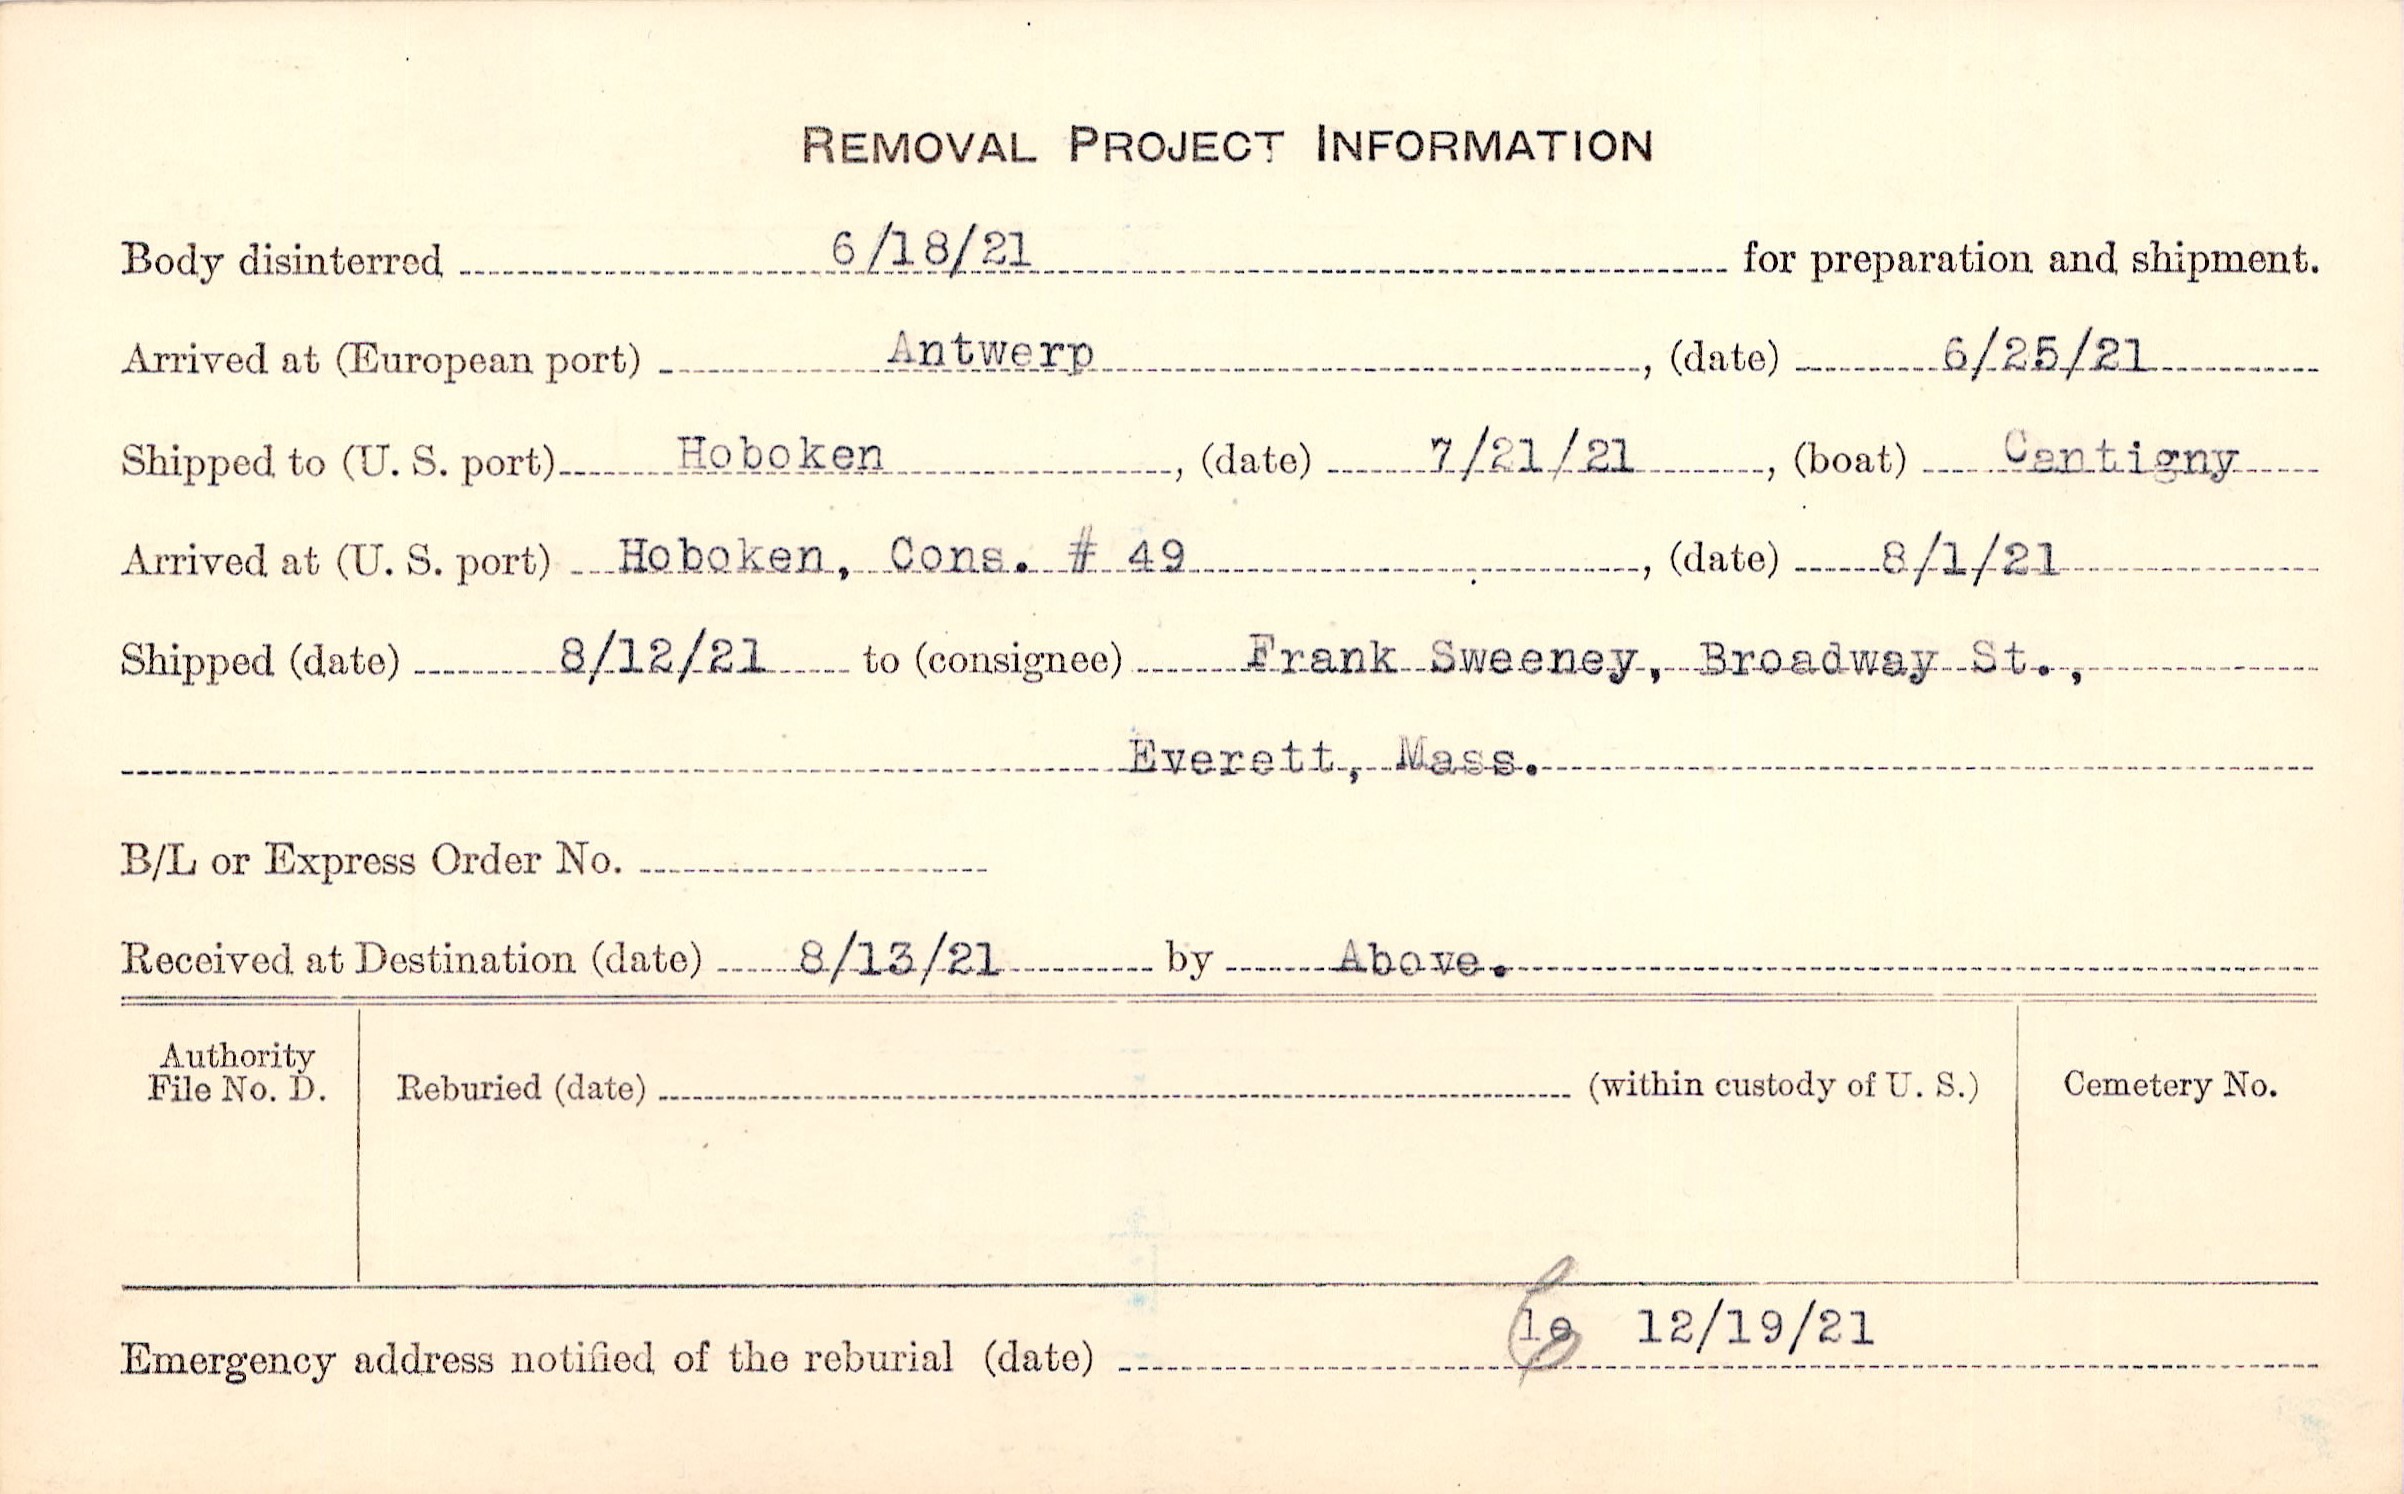 REMOVAL PROJECT INFORMATION
Body disinterred 6/18/21 for preparation and shipment.
Arrived at (European port) Antwerp, (date) 6/25/21
Shipped to (U. S. port) Hoboken, (date) 7/21/21, (boat) Cantigny
Arrived at (U. S. port) Hoboken, Cons. # 49, (date) 8/1/21
Shipped (date) 8/12/21 to (consignee) Frank Sweeney, Broadway St.,
Everett, Mass.
B/L or Express Order No.
Received at Destination (date) 8/13/21 by Above.
Authority
File No. D.
Reburied (date) (within custody of U. S.)
Cemetery No.
Emergency address notified of the reburial (date) 12/19/21